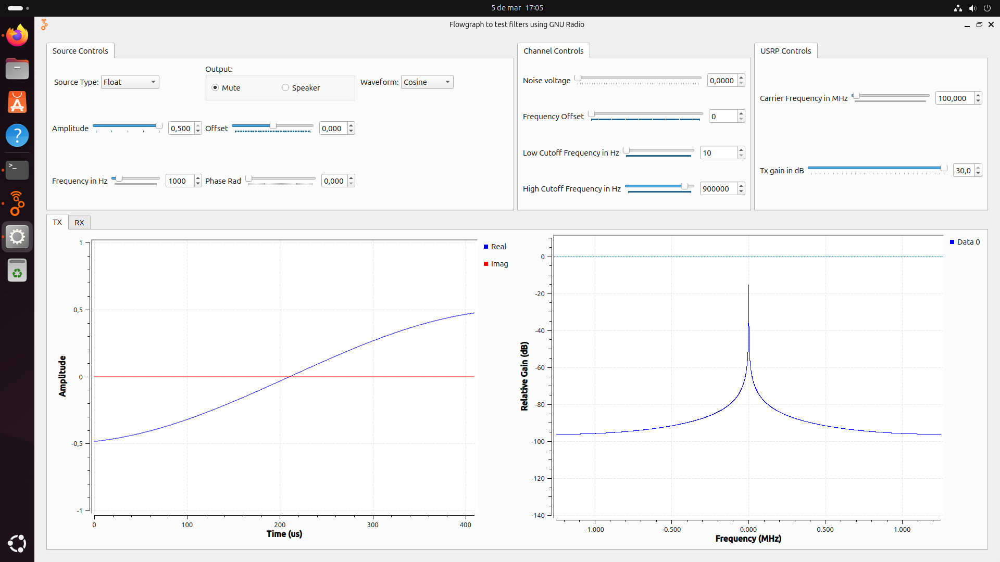 5 de mar 17:05
Flowgraph to test filters using GNU Radio
Source Controls
Source Type: Float
Output:
Mute
Speaker
Waveform: Cosine
Amplitude 0,500
Offset 0,000
Frequency in Hz 1000
Phase Rad 0,000
Channel Controls
Noise voltage 0,0000
Frequency Offset 0
Low Cutoff Frequency in Hz 10
High Cutoff Frequency in Hz 900000
USRP Controls
Carrier Frequency in MHz 100,000
Tx gain in dB 30,0
TX RX
1
0,5
0
-0,5
-1
Amplitude
0 100 200 300 400
Time (us)
Real
Imag
0
-20
-40
-60
-80
-100
-120
-140
Relative Gain (dB)
-1.000 -0.500 0.000 0.500 1.000
Frequency (MHz)
Data 0
>_
?